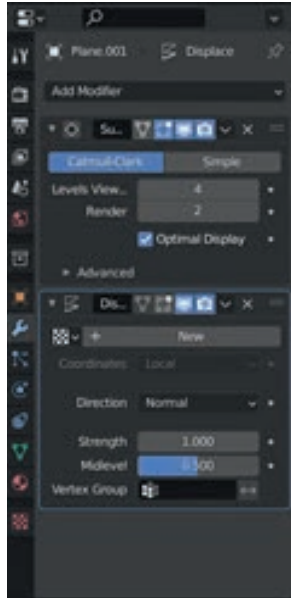 Plane.001 Displace
Add Modifier
Su...
Catmull-Clark Simple
Levels View... 4
Render 2
Optimal Display
Advanced
Dis...
New
Coordinates Local
Direction Normal
Strength 1.000
Midlevel 0.500
Vertex Group